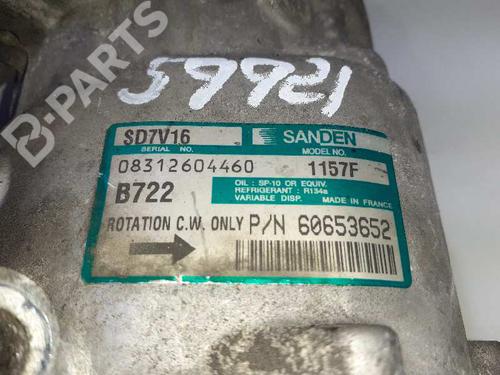 B-PARTS
59921
SD7V16
SANDEN
SERIAL NO.
MODEL NO.
08312604460
1157F
B722
OIL : SP-10 OR EQUIV.
REFRIGERANT : R134a
VARIABLE DISP. MADE IN FRANCE
ROTATION C.W. ONLY P/N 60653652